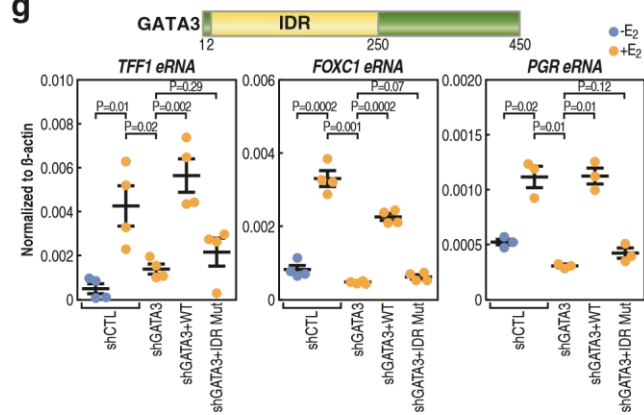 g
GATA3
IDR
12
250
450
-E₂
+E₂
TFF1 eRNA
FOXC1 eRNA
PGR eRNA
Normalized to β-actin
0.010
0.008
0.006
0.004
0.002
0
P=0.29
P=0.01
P=0.002
P=0.02
shCTL
shGATA3
shGATA3+WT
shGATA3+IDR Mut
0.006
0.004
0.002
0
P=0.07
P=0.0002
P=0.0002
P=0.001
shCTL
shGATA3
shGATA3+WT
shGATA3+IDR Mut
0.0020
0.0015
0.0010
0.0005
0
P=0.12
P=0.02
P=0.01
P=0.01
shCTL
shGATA3
shGATA3+WT
shGATA3+IDR Mut